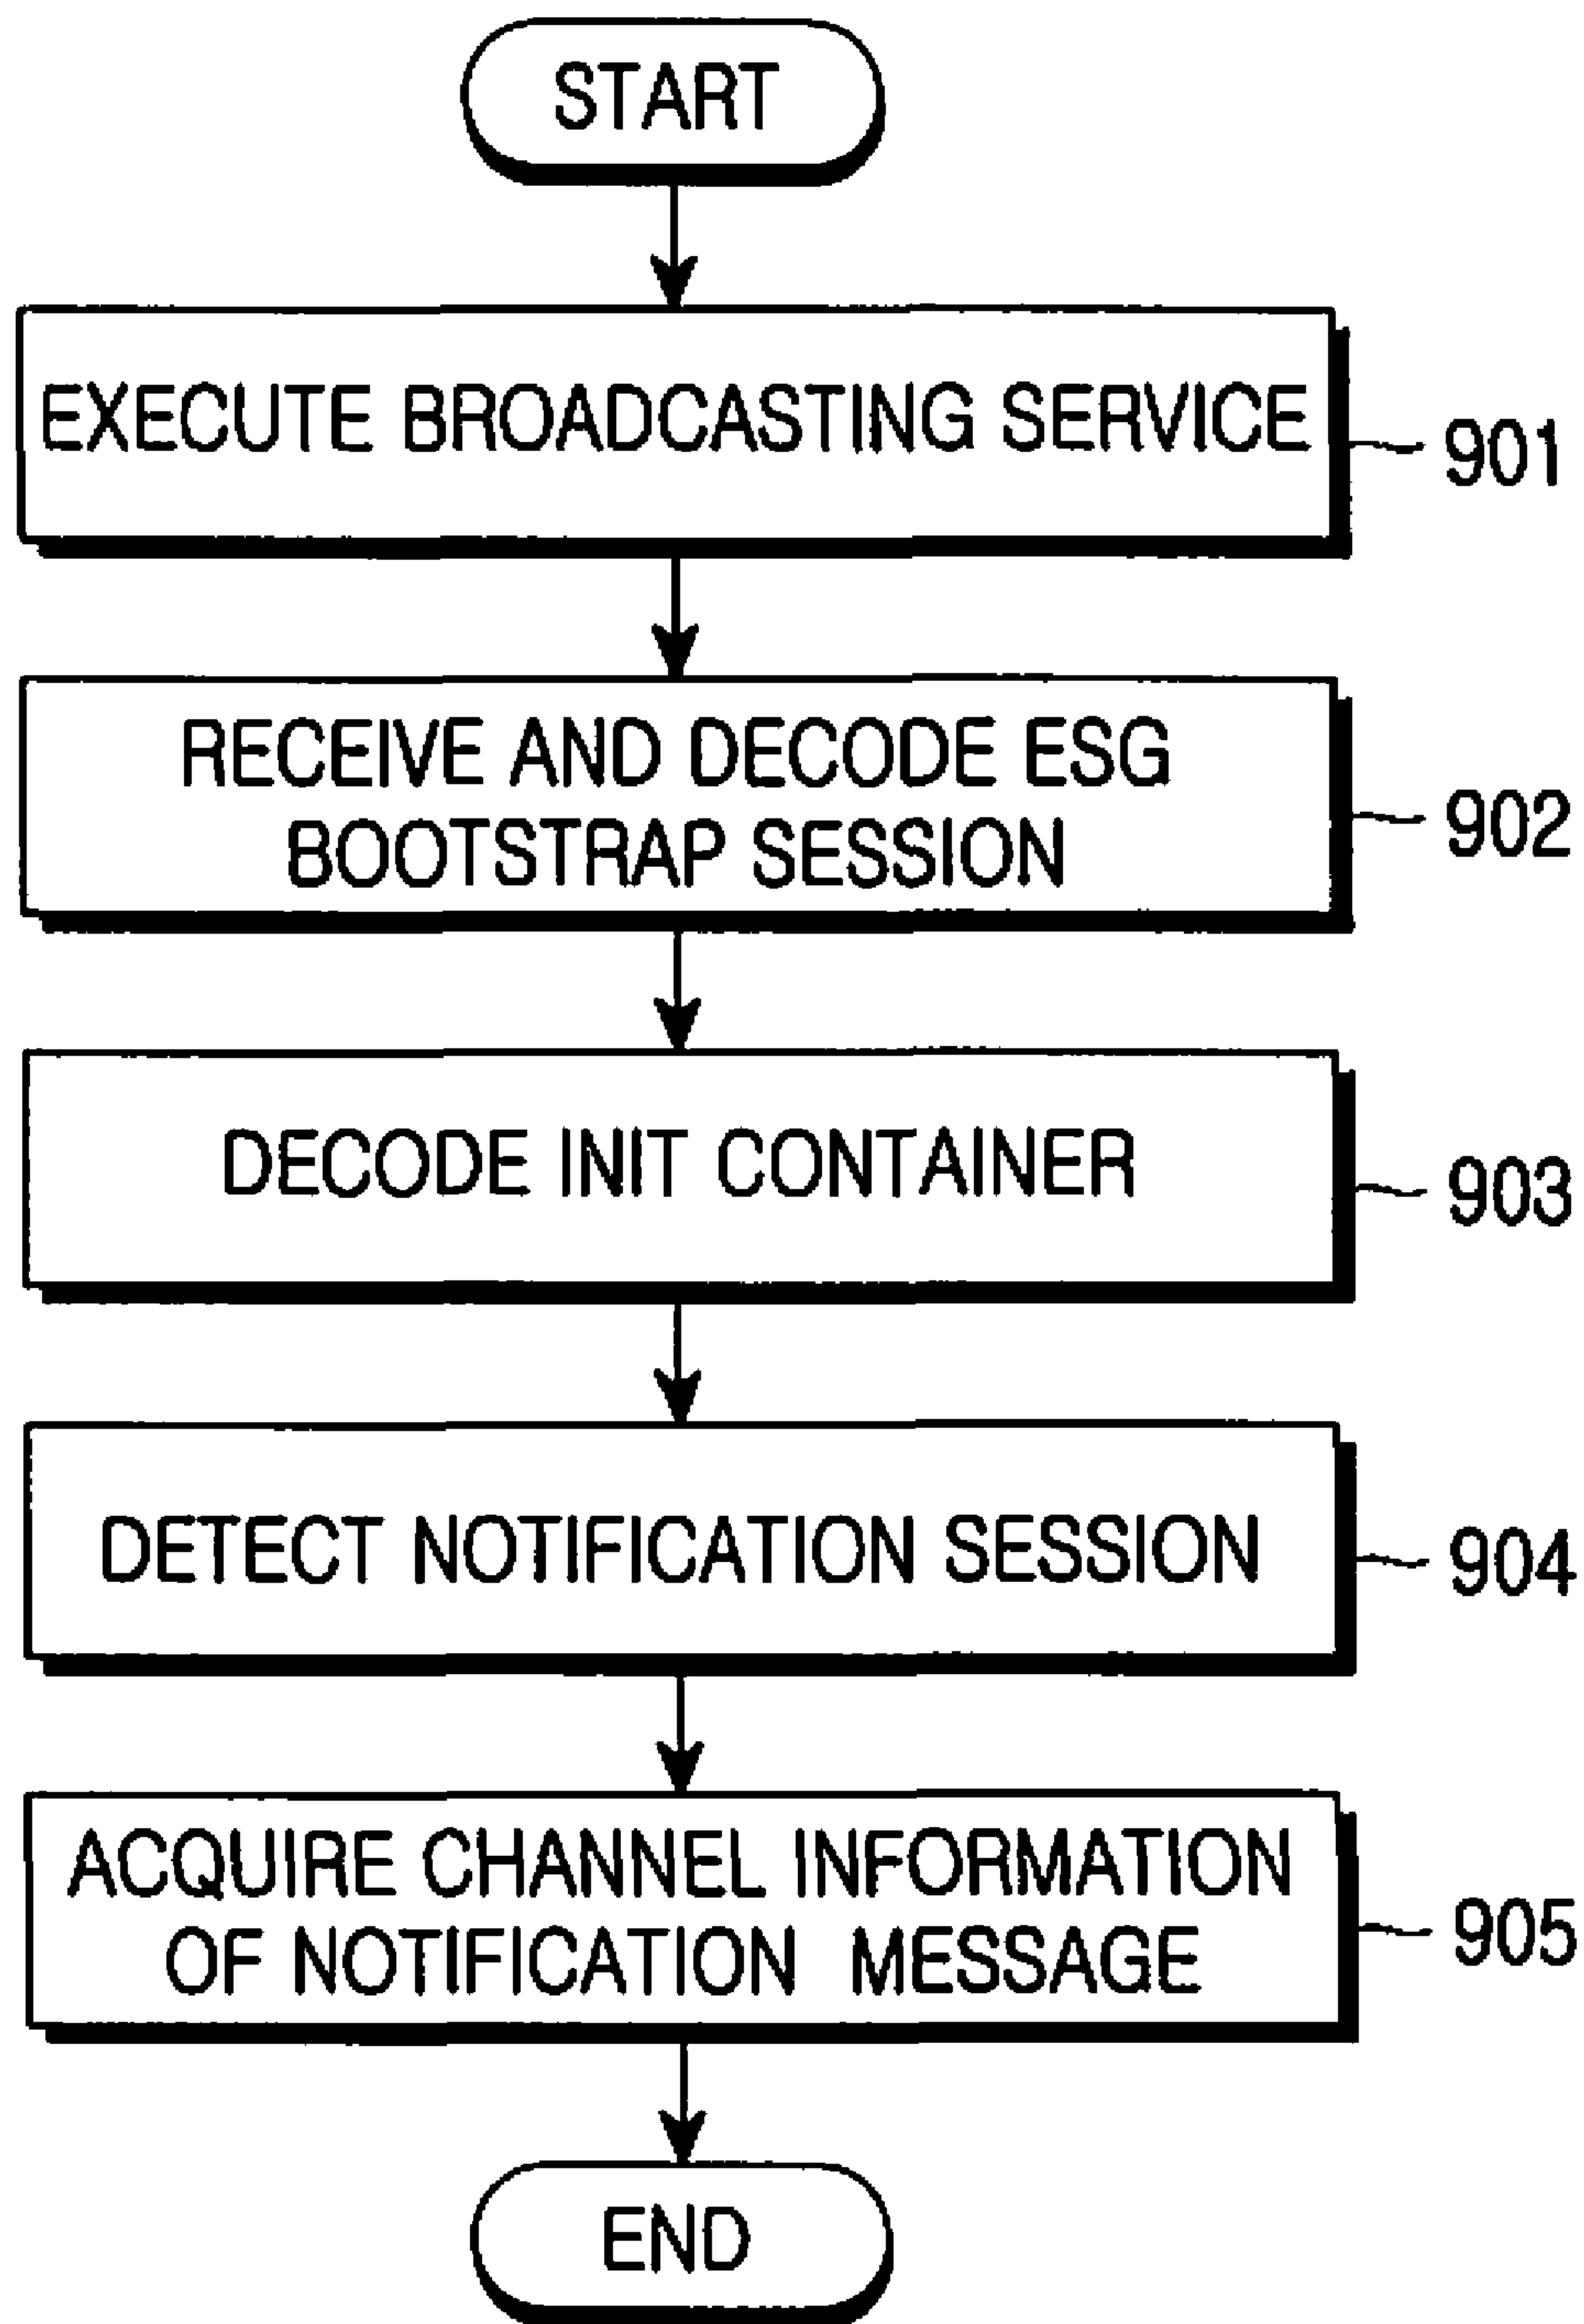 START
EXECUTE BROADCASTING SERVICE
901
RECEIVE AND DECODE ESG
BOOTSTRAP SESSION
902
DECODE INIT CONTAINER
903
DETECT NOTIFICATION SESSION
904
ACQUIRE CHANNEL INFORMATION
OF NOTIFICATION MESSAGE
905
END